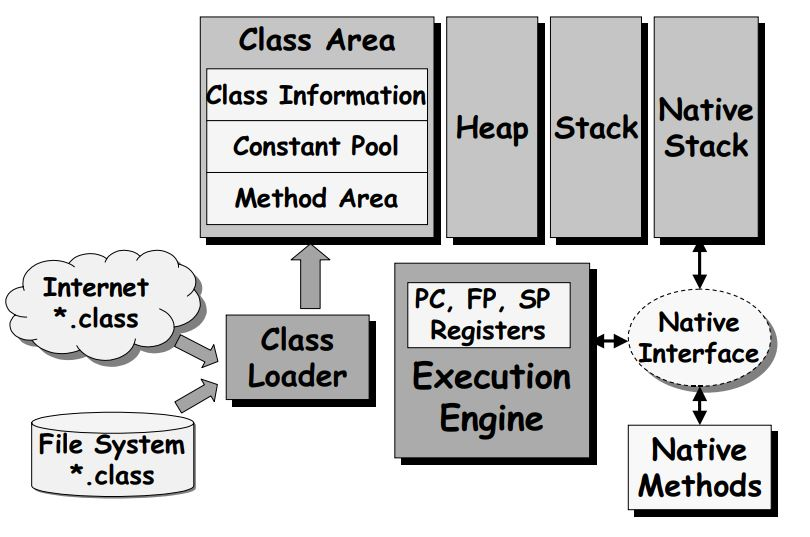 Class Area
Class Information
Constant Pool
Method Area
Heap
Stack
Native
Stack
Internet
*.class
File System
*.class
Class
Loader
PC, FP, SP
Registers
Execution
Engine
Native
Interface
Native
Methods